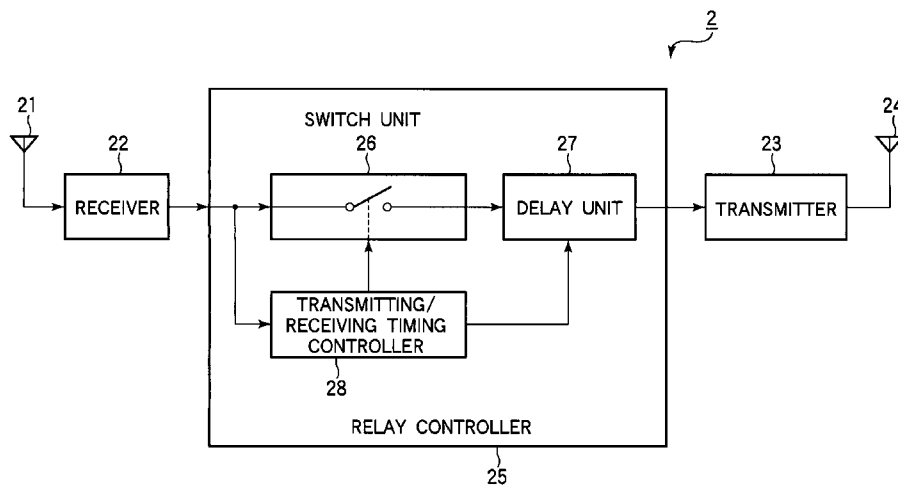 2
21
22
RECEIVER
SWITCH UNIT
26
27
DELAY UNIT
23
TRANSMITTER
24
TRANSMITTING/
RECEIVING TIMING
CONTROLLER
28
RELAY CONTROLLER
25